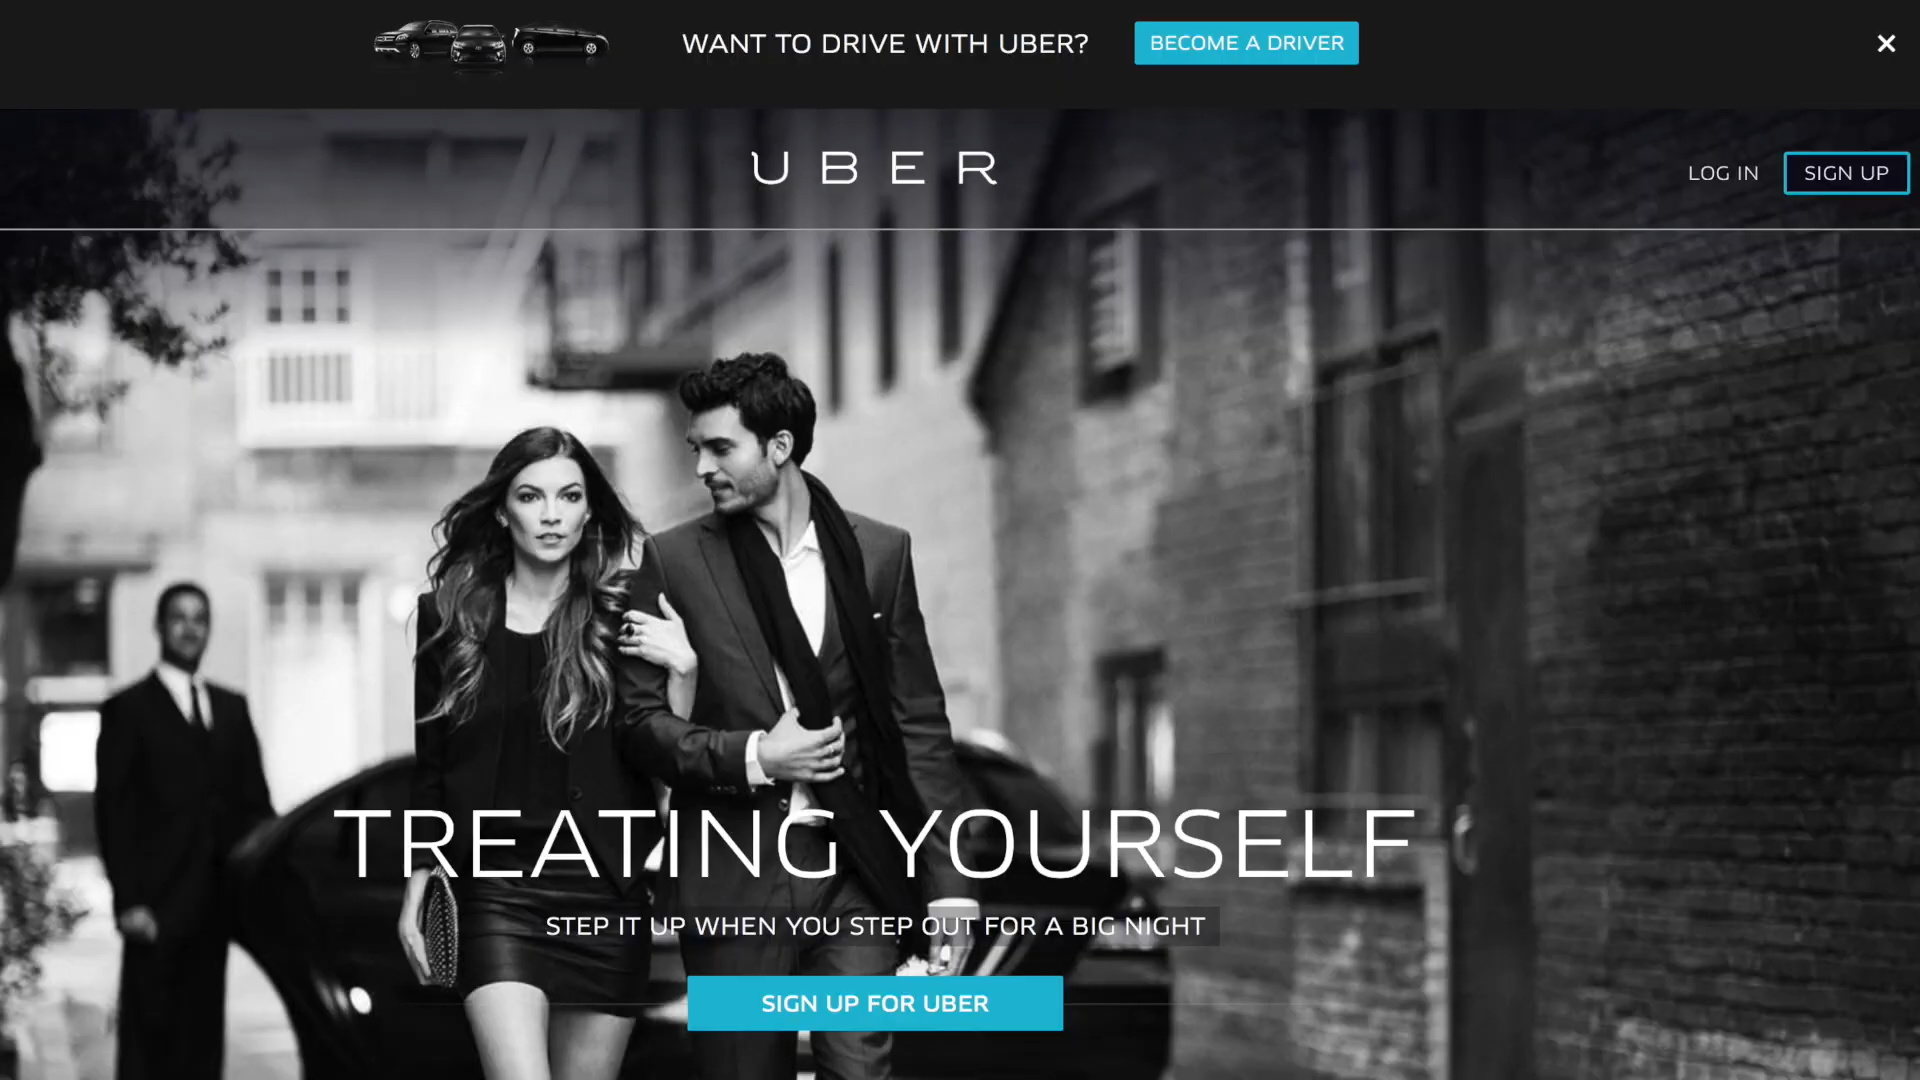 WANT TO DRIVE WITH UBER?
BECOME A DRIVER
UBER
LOG IN
SIGN UP
TREATING YOURSELF
STEP IT UP WHEN YOU STEP OUT FOR A BIG NIGHT
SIGN UP FOR UBER